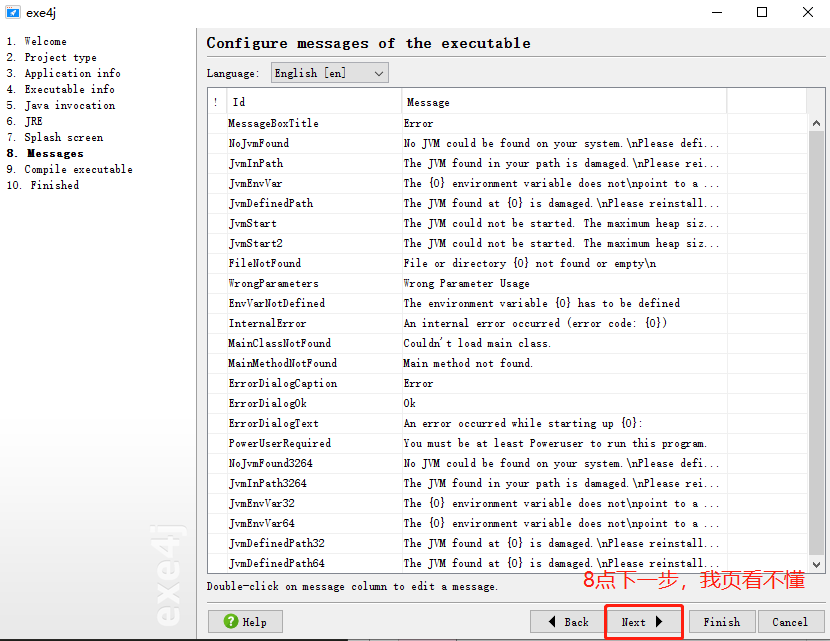 exe4j
1. Welcome
2. Project type
3. Application info
4. Executable info
5. Java invocation
6. JRE
7. Splash screen
8. Messages
9. Compile executable
10. Finished
exe4j
Configure messages of the executable
Language: English [en]
! Id Message
MessageBoxTitle Error
NoJvmFound No JVM could be found on your system.\nPlease defi...
JvmInPath The JVM found in your path is damaged.\nPlease rei...
JvmEnvVar The {0} environment variable does not\npoint to a ...
JvmDefinedPath The JVM found at {0} is damaged.\nPlease reinstall...
JvmStart The JVM could not be started. The maximum heap siz...
JvmStart2 The JVM could not be started. The maximum heap siz...
FileNotFound File or directory {0} not found or empty\n
WrongParameters Wrong Parameter Usage
EnvVarNotDefined The environment variable {0} has to be defined
InternalError An internal error occurred (error code: {0})
MainClassNotFound Couldn't load main class.
MainMethodNotFound Main method not found.
ErrorDialogCaption Error
ErrorDialogOk Ok
ErrorDialogText An error occurred while starting up {0}:
PowerUserRequired You must be at least Poweruser to run this program.
NoJvmFound3264 No JVM could be found on your system.\nPlease defi...
JvmInPath3264 The JVM found in your path is damaged.\nPlease rei...
JvmEnvVar32 The {0} environment variable does not\npoint to a ...
JvmEnvVar64 The {0} environment variable does not\npoint to a ...
JvmDefinedPath32 The JVM found at {0} is damaged.\nPlease reinstall...
JvmDefinedPath64 The JVM found at {0} is damaged.\nPlease reinstall...
8点下一步，我页看不懂
Double-click on message column to edit a message.
Help Back Next Finish Cancel